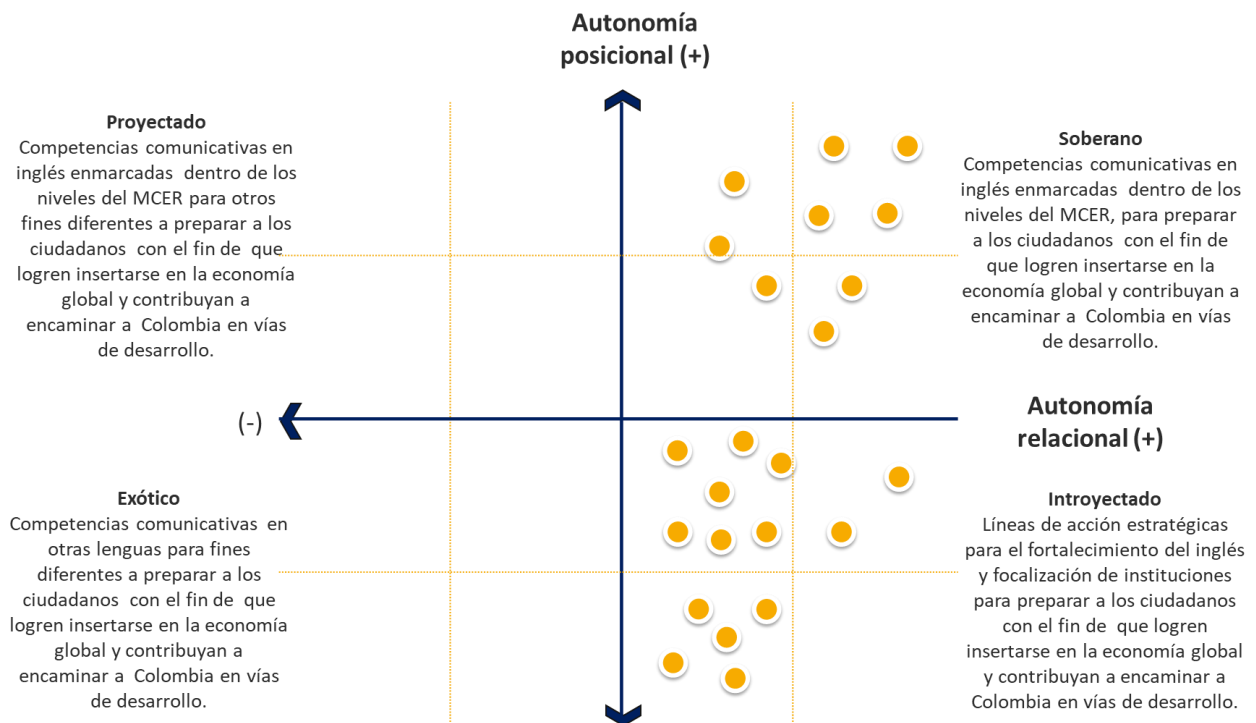 Autonomía
posicional (+)
Proyectado
Competencias comunicativas en
inglés enmarcadas dentro de los
niveles del MCER para otros
fines diferentes a preparar a los
ciudadanos con el fin de que
logren insertarse en la economía
global y contribuyan a
encaminar a Colombia en vías
de desarrollo.
Soberano
Competencias comunicativas en
inglés enmarcadas dentro de los
niveles del MCER, para preparar
a los ciudadanos con el fin de
que logren insertarse en la
economía global y contribuyan a
encaminar a Colombia en vías
de desarrollo.
(-)
Autonomía
relacional (+)
Exótico
Competencias comunicativas en
otras lenguas para fines
diferentes a preparar a los
ciudadanos con el fin de que
logren insertarse en la economía
global y contribuyan a
encaminar a Colombia en vías
de desarrollo.
Introyectado
Líneas de acción estratégicas
para el fortalecimiento del inglés
y focalización de instituciones
para preparar a los ciudadanos
con el fin de que logren
insertarse en la economía global
y contribuyan a encaminar a
Colombia en vías de desarrollo.